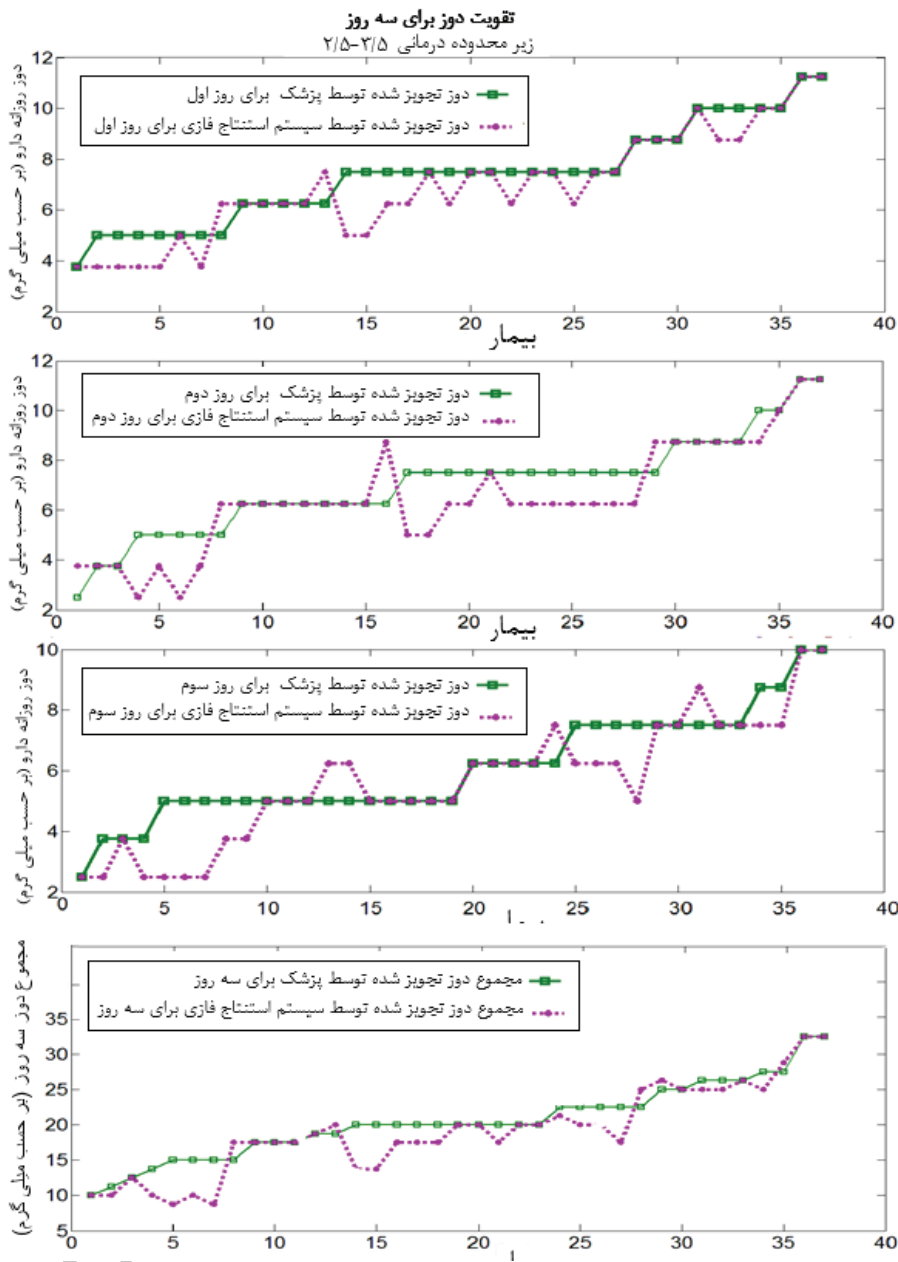 تقویت دوز برای سه روز
زیر محدوده درمانی ۲/۵-۳/۵
دوز روزانه دارو (بر حسب میلی گرم)
12
10
8
6
4
2
دوز تجویز شده توسط پزشک برای روز اول
دوز تجویز شده توسط سیستم استنتاج فازی برای روز اول
0 5 10 15 20 25 30 35 40
بیمار
دوز روزانه دارو (بر حسب میلی گرم)
12
10
8
6
4
2
دوز تجویز شده توسط پزشک برای روز دوم
دوز تجویز شده توسط سیستم استنتاج فازی برای روز دوم
0 5 10 15 20 25 30 35 40
بیمار
دوز روزانه دارو (بر حسب میلی گرم)
10
8
6
4
2
دوز تجویز شده توسط پزشک برای روز سوم
دوز تجویز شده توسط سیستم استنتاج فازی برای روز سوم
0 5 10 15 20 25 30 35 40
مجموع دوز سه روز (بر حسب میلی گرم)
35
30
25
20
15
10
5
مجموع دوز تجویز شده توسط پزشک برای سه روز
مجموع دوز تجویز شده توسط سیستم استنتاج فازی برای سه روز
0 5 10 15 20 25 30 35 40